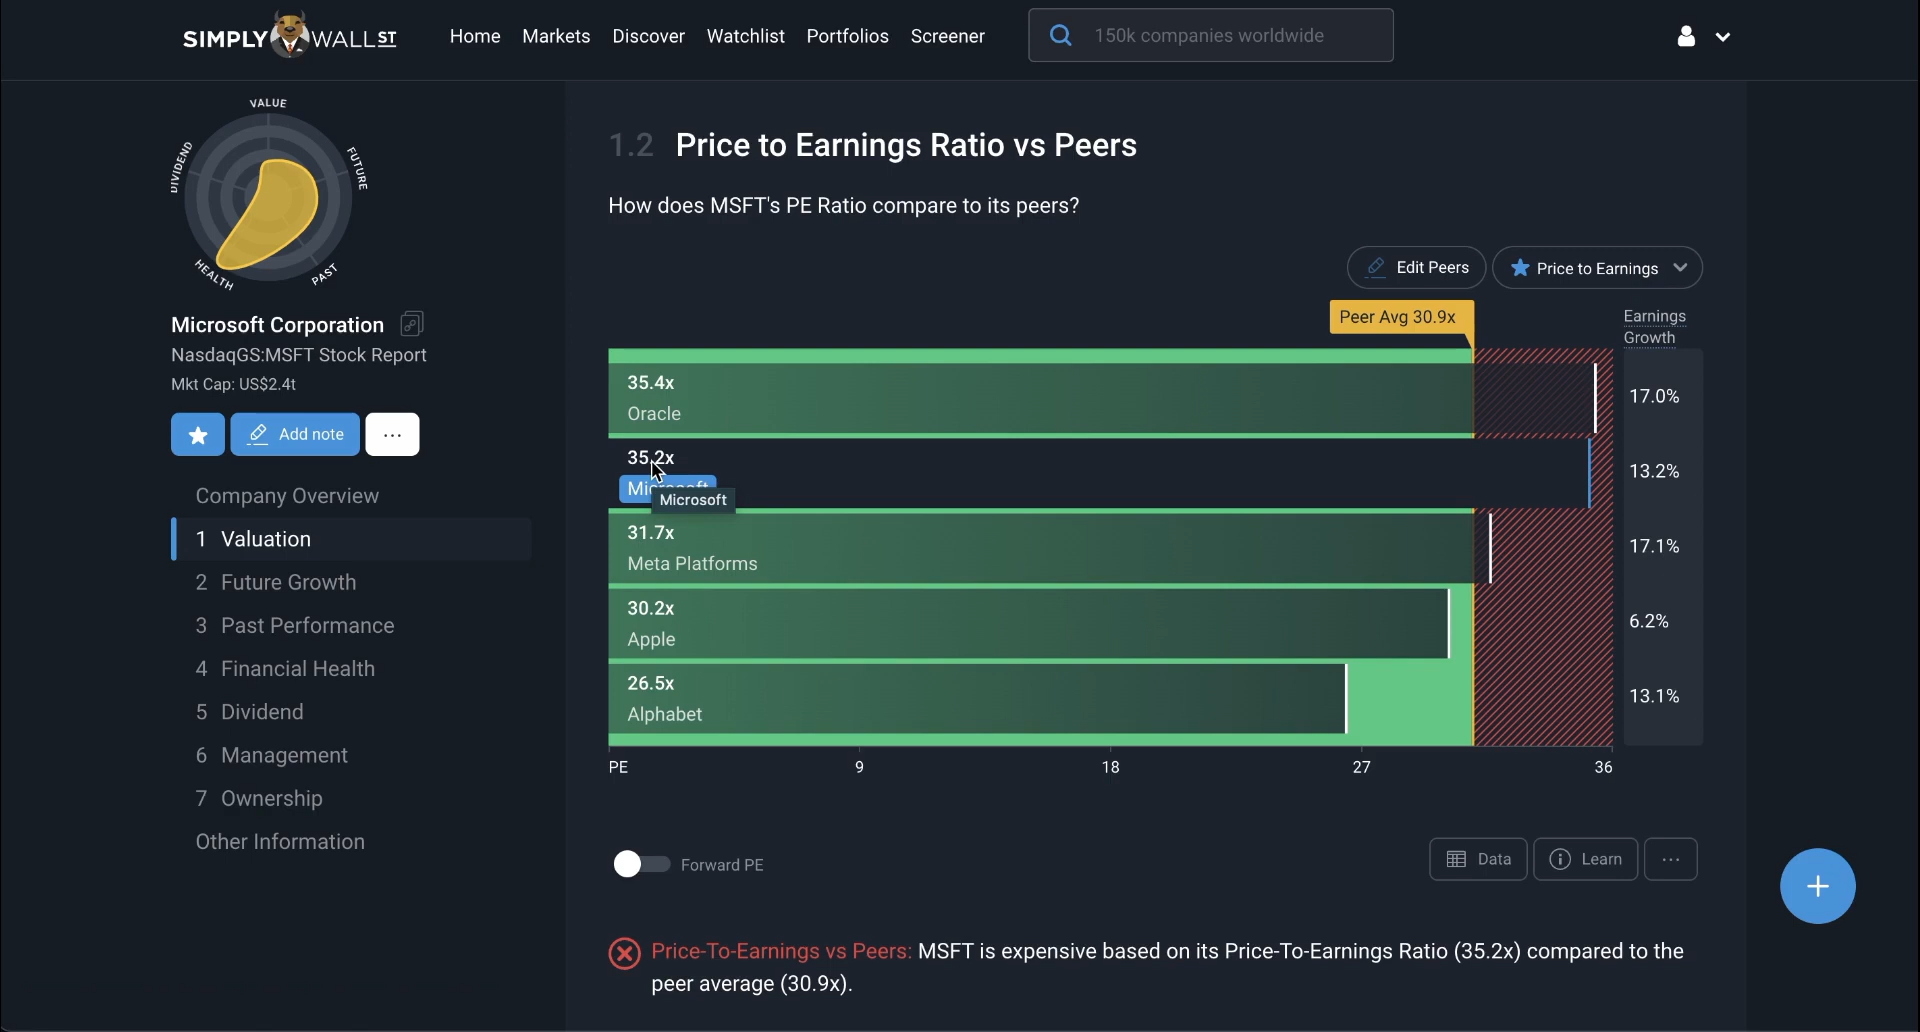 SIMPLY WALL ST
Home Markets Discover Watchlist Portfolios Screener
150k companies worldwide
VALUE
FUTURE
PAST
HEALTH
DIVIDEND
Microsoft Corporation
NasdaqGS:MSFT Stock Report
Mkt Cap: US$2.4t
Add note
...
Company Overview
1 Valuation
2 Future Growth
3 Past Performance
4 Financial Health
5 Dividend
6 Management
7 Ownership
Other Information
1.2 Price to Earnings Ratio vs Peers
How does MSFT's PE Ratio compare to its peers?
Edit Peers
Price to Earnings
Peer Avg 30.9x
Earnings
Growth
35.4x
Oracle
17.0%
35.2x
Microsoft
Microsoft
13.2%
31.7x
Meta Platforms
17.1%
30.2x
Apple
6.2%
26.5x
Alphabet
13.1%
PE 9 18 27 36
Forward PE
Data
Learn
...
Price-To-Earnings vs Peers: MSFT is expensive based on its Price-To-Earnings Ratio (35.2x) compared to the
peer average (30.9x).